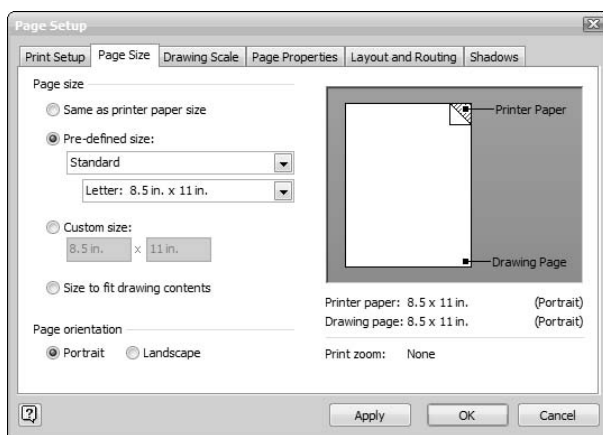 Page Setup
Print Setup Page Size Drawing Scale Page Properties Layout and Routing Shadows
Page size
Same as printer paper size
Pre-defined size:
Standard
Letter: 8.5 in. x 11 in.
Custom size:
8.5 in. x 11 in.
Size to fit drawing contents
Page orientation
Portrait Landscape
Printer Paper
Drawing Page
Printer paper: 8.5 x 11 in. (Portrait)
Drawing page: 8.5 x 11 in. (Portrait)
Print zoom: None
? Apply OK Cancel